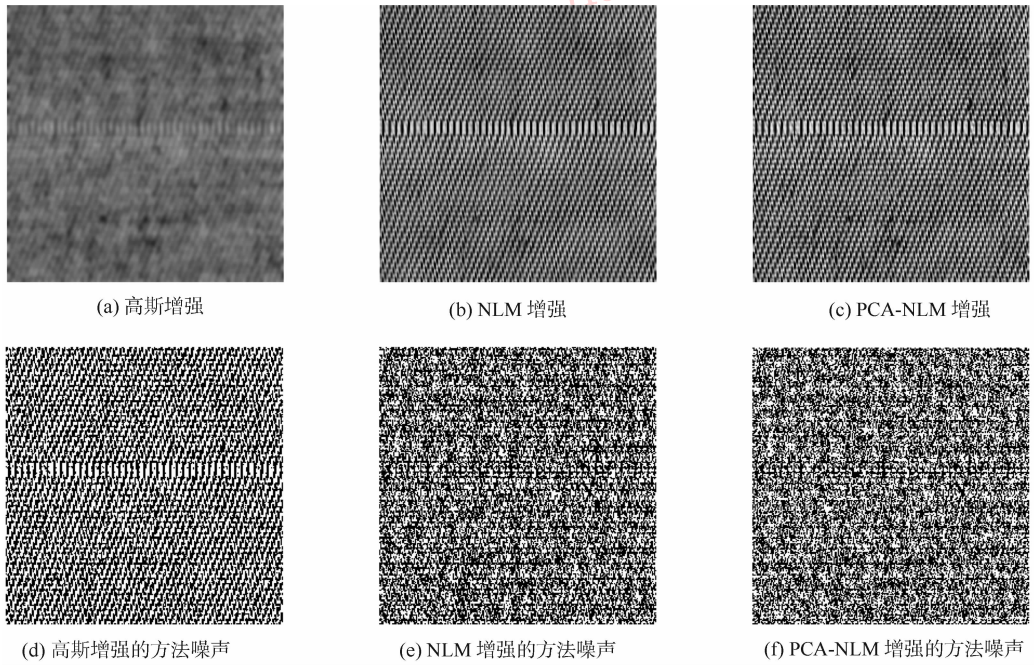 (a) 高斯增强
(b) NLM 增强
(c) PCA-NLM 增强
(d) 高斯增强的方法噪声
(e) NLM 增强的方法噪声
(f) PCA-NLM 增强的方法噪声